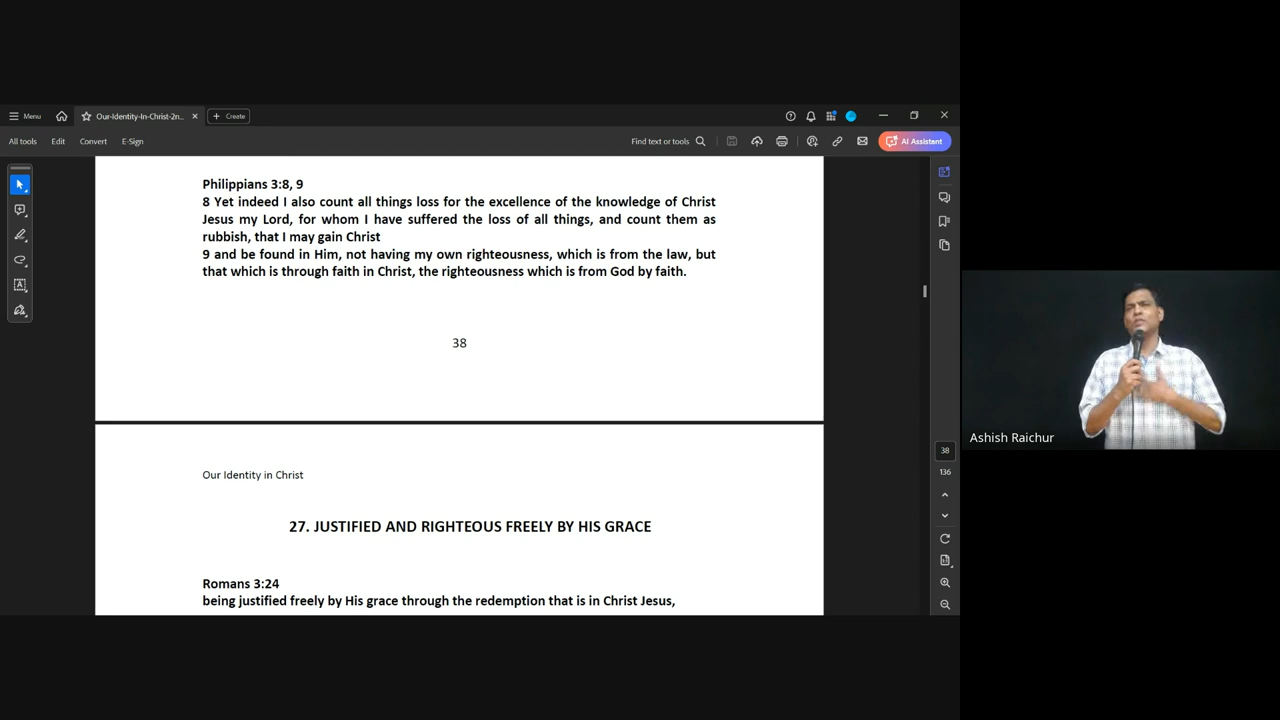 Menu
Our-Identity-In-Christ-2n...
Create
All tools
Edit
Convert
E-Sign
Find text or tools
AI Assistant
Philippians 3:8, 9
8 Yet indeed I also count all things loss for the excellence of the knowledge of Christ
Jesus my Lord, for whom I have suffered the loss of all things, and count them as
rubbish, that I may gain Christ
9 and be found in Him, not having my own righteousness, which is from the law, but
that which is through faith in Christ, the righteousness which is from God by faith.
38
Our Identity in Christ
27. JUSTIFIED AND RIGHTEOUS FREELY BY HIS GRACE
Romans 3:24
being justified freely by His grace through the redemption that is in Christ Jesus,
38
136
Ashish Raichur